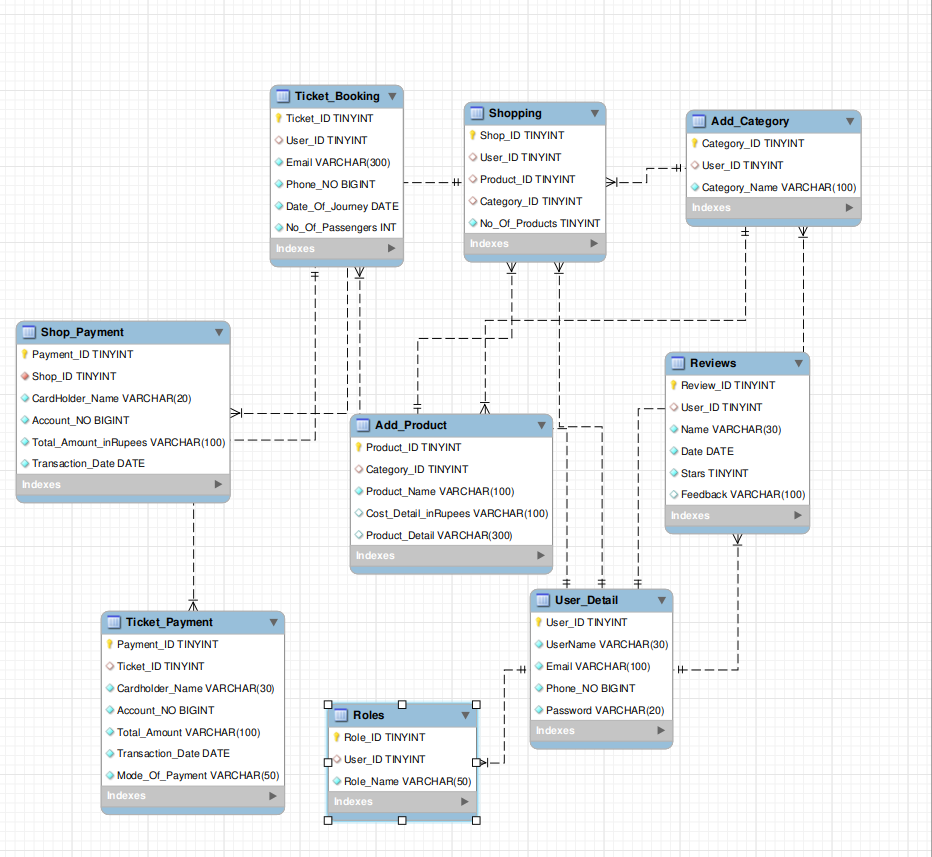 Ticket_Booking
Ticket_ID TINYINT
User_ID TINYINT
Email VARCHAR(300)
Phone_NO BIGINT
Date_Of_Journey DATE
No_Of_Passengers INT
Indexes
Shopping
Shop_ID TINYINT
User_ID TINYINT
Product_ID TINYINT
Category_ID TINYINT
No_Of_Products TINYINT
Indexes
Add_Category
Category_ID TINYINT
User_ID TINYINT
Category_Name VARCHAR(100)
Indexes
Shop_Payment
Payment_ID TINYINT
Shop_ID TINYINT
CardHolder_Name VARCHAR(20)
Account_NO BIGINT
Total_Amount_inRupees VARCHAR(100)
Transaction_Date DATE
Indexes
Add_Product
Product_ID TINYINT
Category_ID TINYINT
Product_Name VARCHAR(100)
Cost_Detail_inRupees VARCHAR(100)
Product_Detail VARCHAR(300)
Indexes
Reviews
Review_ID TINYINT
User_ID TINYINT
Name VARCHAR(30)
Date DATE
Stars TINYINT
Feedback VARCHAR(100)
Indexes
Ticket_Payment
Payment_ID TINYINT
Ticket_ID TINYINT
Cardholder_Name VARCHAR(30)
Account_NO BIGINT
Total_Amount VARCHAR(100)
Transaction_Date DATE
Mode_Of_Payment VARCHAR(50)
Indexes
User_Detail
User_ID TINYINT
UserName VARCHAR(30)
Email VARCHAR(100)
Phone_NO BIGINT
Password VARCHAR(20)
Indexes
Roles
Role_ID TINYINT
User_ID TINYINT
Role_Name VARCHAR(50)
Indexes